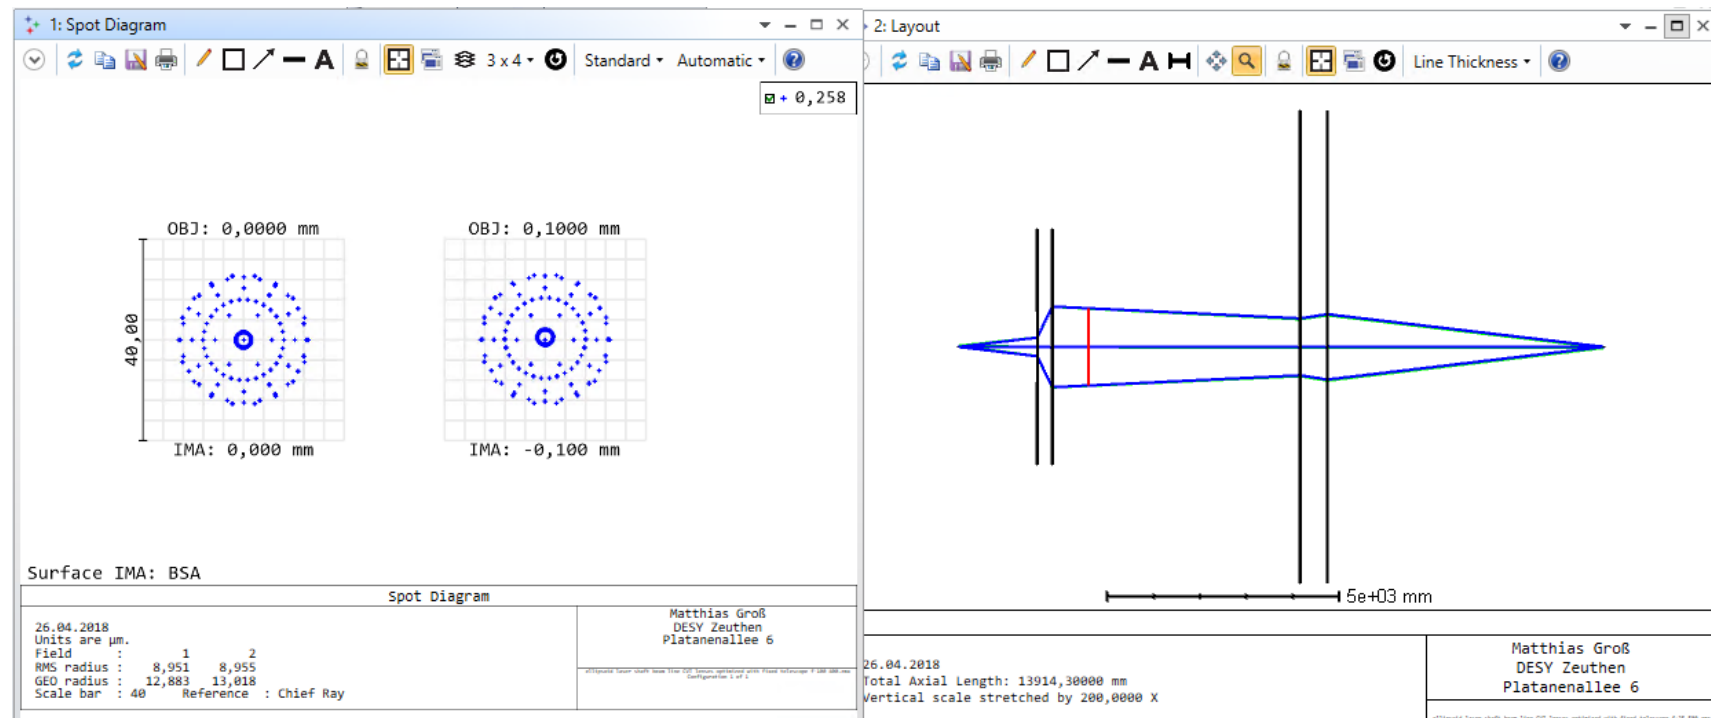 1: Spot Diagram
3 x 4
Standard
Automatic
+ 0,258
OBJ: 0,0000 mm
OBJ: 0,1000 mm
40,00
IMA: 0,000 mm
IMA: -0,100 mm
Surface IMA: BSA
Spot Diagram
26.04.2018
Units are µm.
Field : 1 2
RMS radius : 8,951 8,955
GEO radius : 12,883 13,018
Scale bar : 40 Reference : Chief Ray
Matthias Groß
DESY Zeuthen
Platanenallee 6
Configuration 1 of 1
2: Layout
Line Thickness
5e+03 mm
26.04.2018
Total Axial Length: 13914,30000 mm
Vertical scale stretched by 200,0000 X
Matthias Groß
DESY Zeuthen
Platanenallee 6